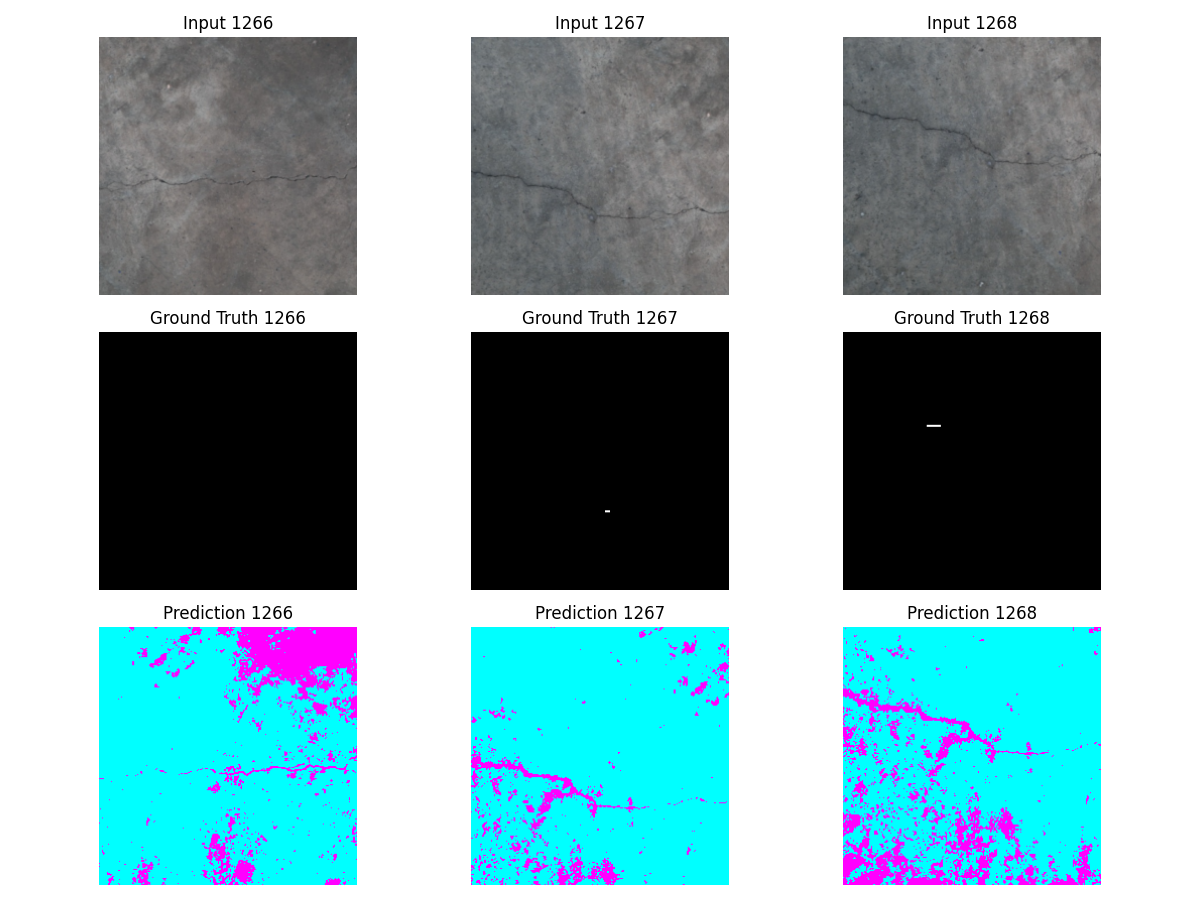 Input 1266
Input 1267
Input 1268
Ground Truth 1266
Ground Truth 1267
Ground Truth 1268
Prediction 1266
Prediction 1267
Prediction 1268